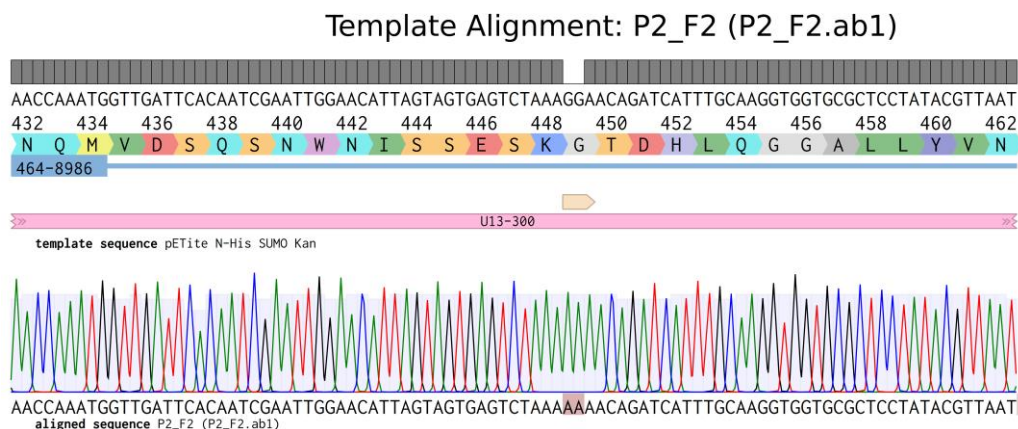 Template Alignment: P2_F2 (P2_F2.ab1)
AACCAAATGGTTGATTCACAATCGAATTGGAACATTAGTAGTGAGTCTAAAGGAACAGATCATTTGCAAGGTGGTGCGCTCCTATACGTTAAT
432 434 436 438 440 442 444 446 448 450 452 454 456 458 460 462
N Q M V D S Q S N W N I S S E S K G T D H L Q G G A L L Y V N
464-8986
U13-300
template sequence pETite N-His SUMO Kan
AACCAAATGGTTGATTCACAATCGAATTGGAACATTAGTAGTGAGTCTAAAAAAACAGATCATTTGCAAGGTGGTGCGCTCCTATACGTTAAT
aligned sequence P2_F2 (P2_F2.ab1)